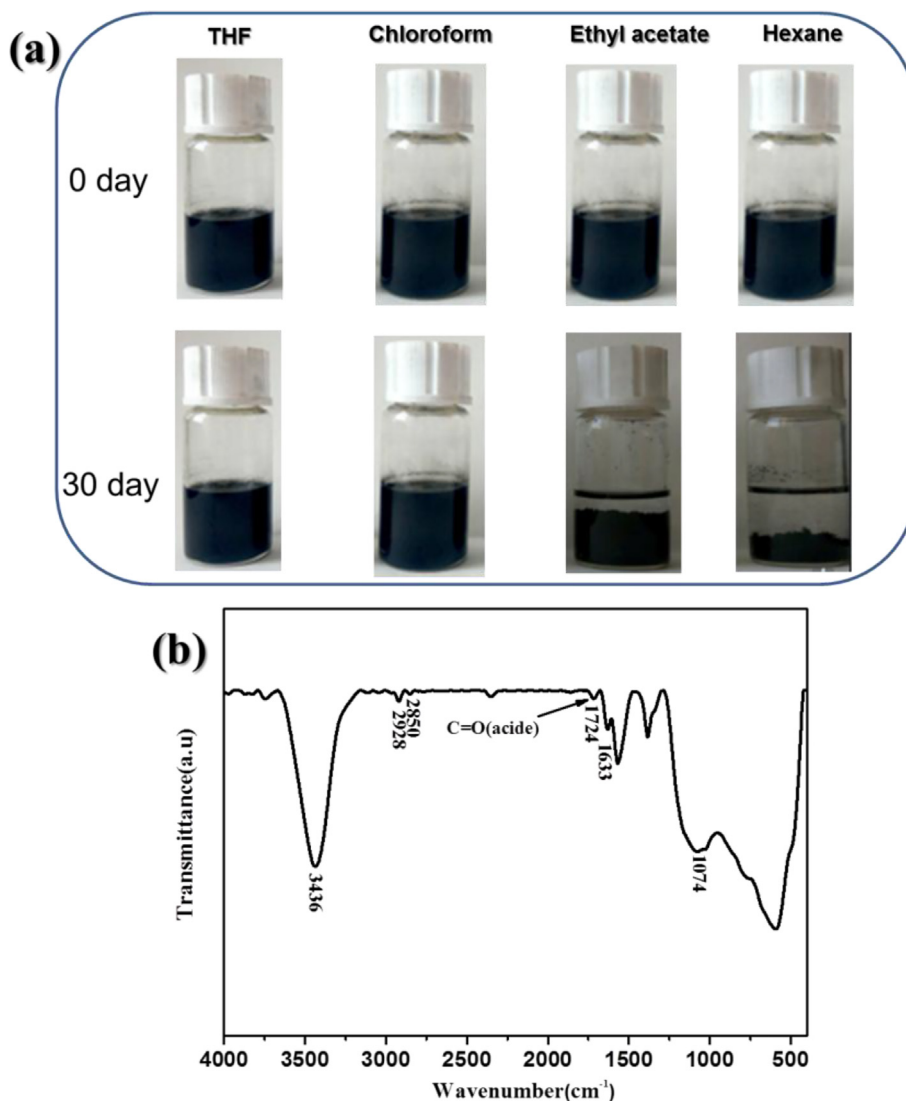 (a)
THF Chloroform Ethyl acetate Hexane
0 day
30 day
(b)
Transmittance(a.u)
3436
2928
2850
C=O(acide)
1724
1633
1074
4000 3500 3000 2500 2000 1500 1000 500
Wavenumber(cm⁻¹)